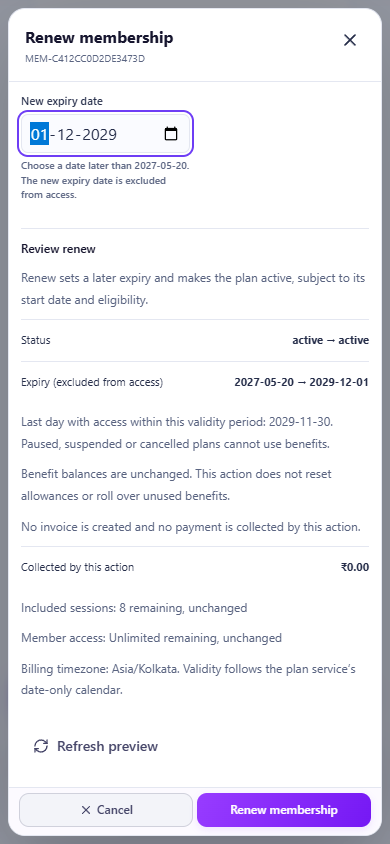 Renew membership
MEM-C412CC0D2DE3473D
New expiry date
01-12-2029
Choose a date later than 2027-05-20.
The new expiry date is excluded
from access.
Review renew
Renew sets a later expiry and makes the plan active, subject to its
start date and eligibility.
Status active → active
Expiry (excluded from access) 2027-05-20 → 2029-12-01
Last day with access within this validity period: 2029-11-30.
Paused, suspended or cancelled plans cannot use benefits.
Benefit balances are unchanged. This action does not reset
allowances or roll over unused benefits.
No invoice is created and no payment is collected by this action.
Collected by this action ₹0.00
Included sessions: 8 remaining, unchanged
Member access: Unlimited remaining, unchanged
Billing timezone: Asia/Kolkata. Validity follows the plan service's
date-only calendar.
Refresh preview
Cancel Renew membership